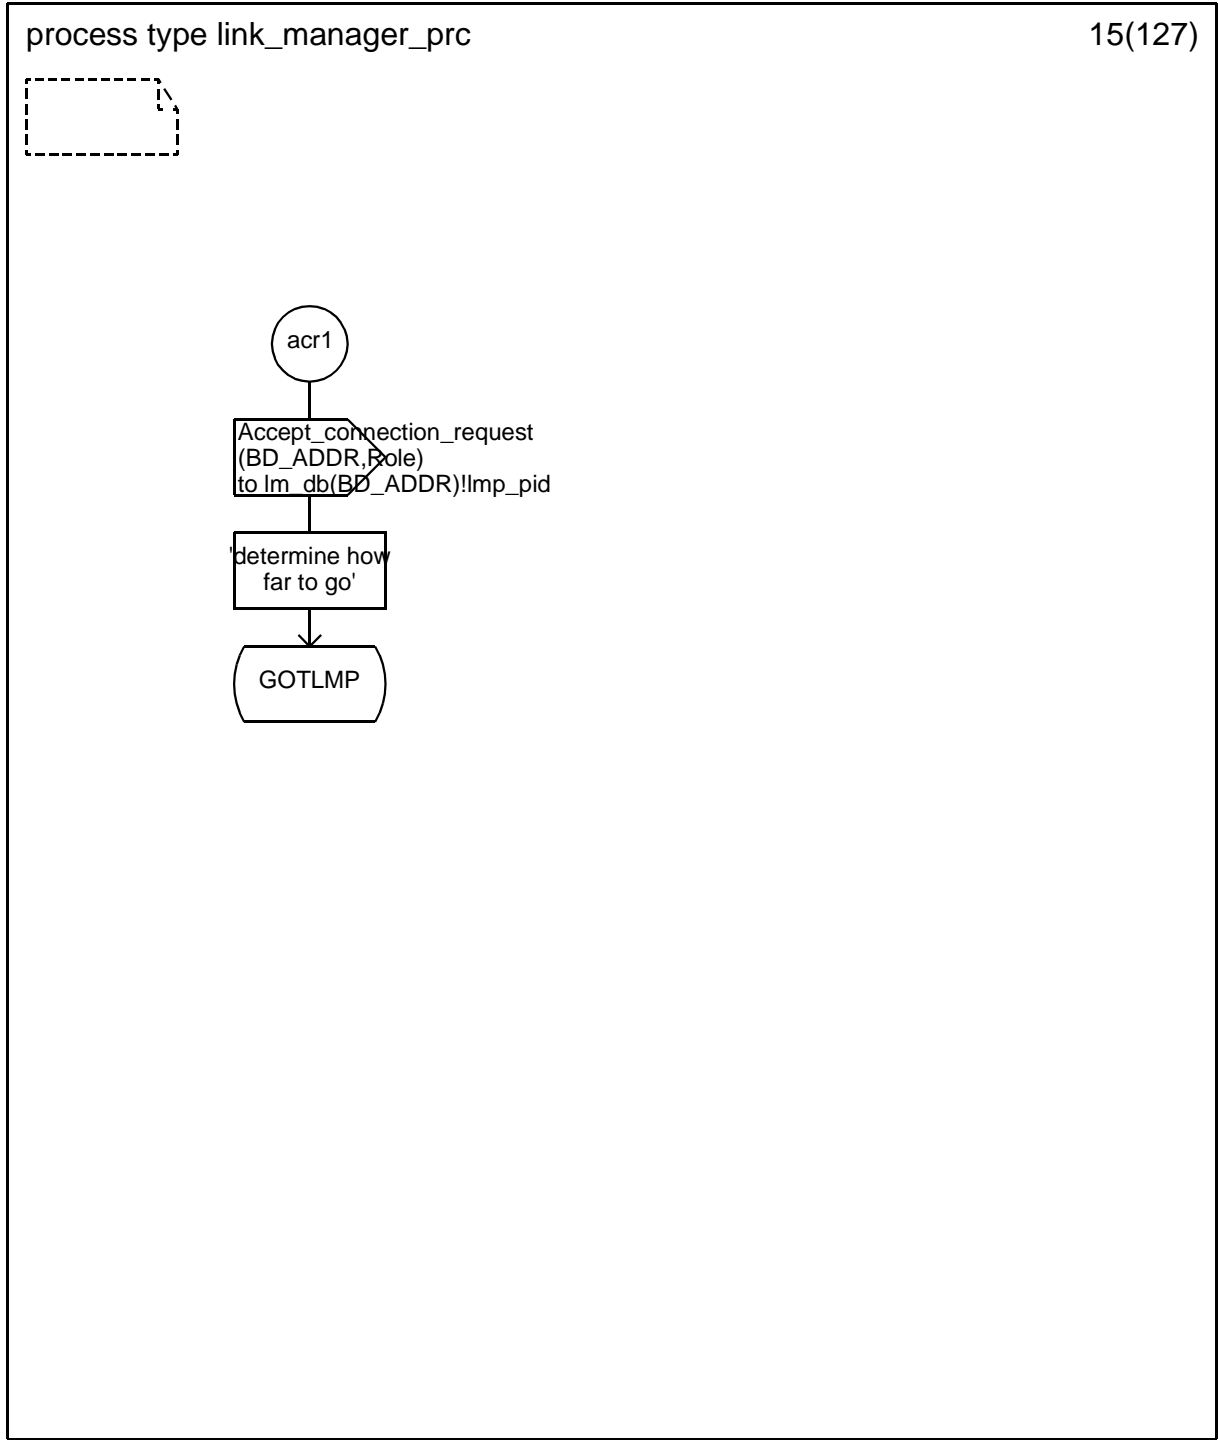 process type link_manager_prc
15(127)
acr1
Accept_connection_request
(BD_ADDR,Role)
to lm_db(BD_ADDR)!lmp_pid
'determine how
far to go'
GOTLMP